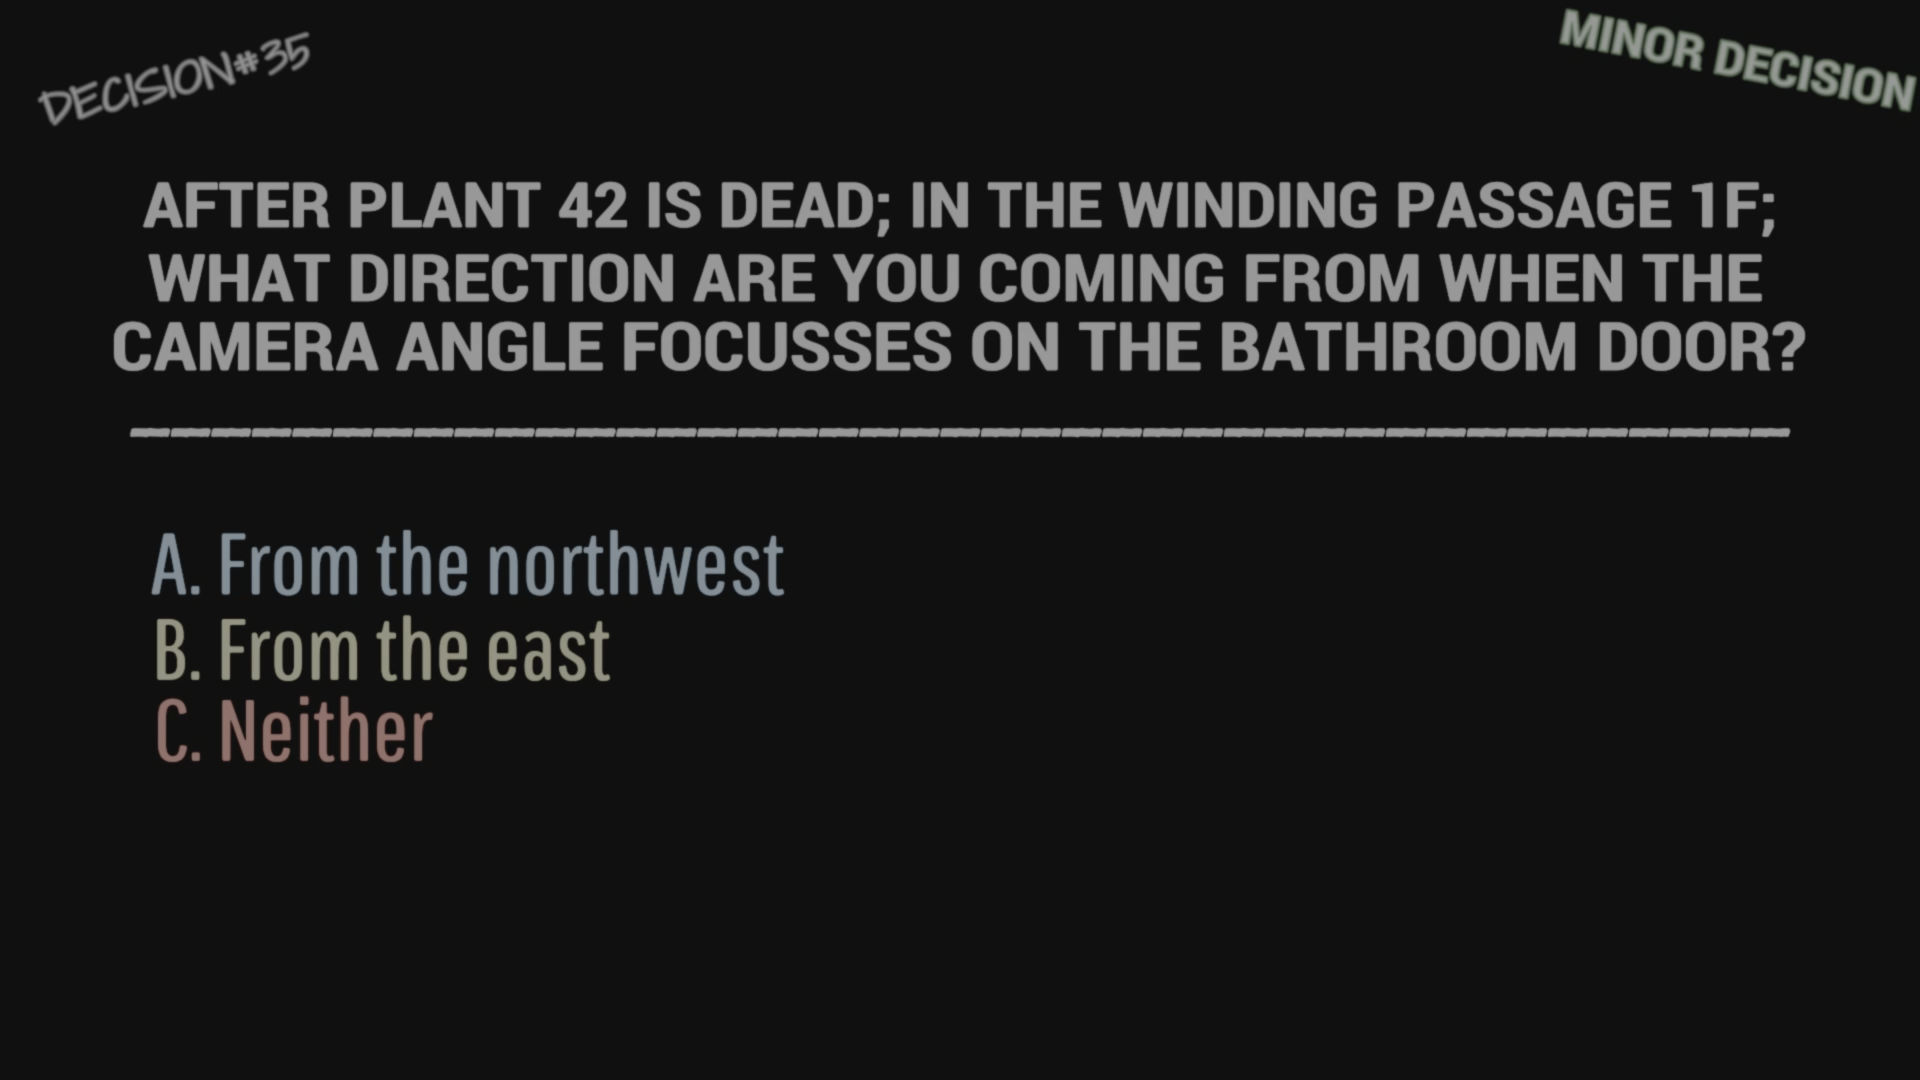 DECISION#35
MINOR DECISION
AFTER PLANT 42 IS DEAD; IN THE WINDING PASSAGE 1F;
WHAT DIRECTION ARE YOU COMING FROM WHEN THE
CAMERA ANGLE FOCUSSES ON THE BATHROOM DOOR?
A. From the northwest
B. From the east
C. Neither